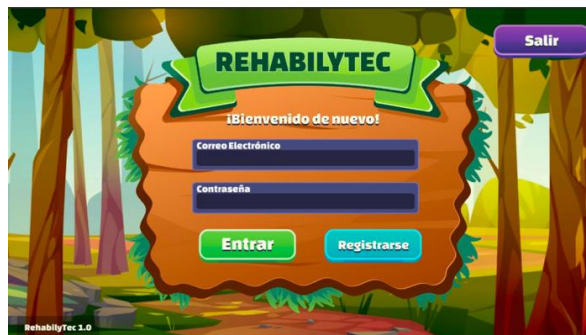 Salir
REHABILYTEC
¡Bienvenido de nuevo!
Correo Electrónico
Contraseña
Entrar
Registrarse
RehabilyTec 1.0